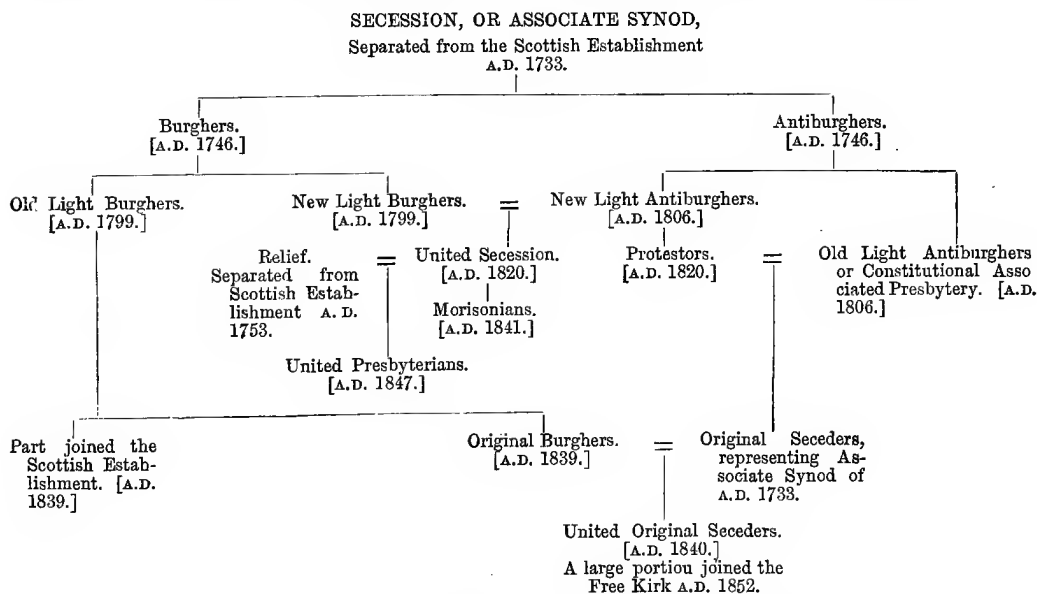 SECESSION, OR ASSOCIATE SYNOD,
Separated from the Scottish Establishment
A.D. 1733.
Burghers.
[A.D. 1746.]
Antiburghers.
[A.D. 1746.]
Old Light Burghers.
[A.D. 1799.]
New Light Burghers.
[A.D. 1799.]
=
New Light Antiburghers.
[A.D. 1806.]
Relief.
Separated from
Scottish Estab-
lishment A. D.
1753.
=
United Secession.
[A.D. 1820.]
Morisonians.
[A.D. 1841.]
Protestors.
[A.D. 1820.]
=
Old Light Antiburghers
or Constitutional Asso
ciated Presbytery. [A.D.
1806.]
United Presbyterians.
[A.D. 1847.]
Part joined the
Scottish Estab-
lishment. [A.D.
1839.]
Original Burghers.
[A.D. 1839.]
=
Original Seceders,
representing As-
sociate Synod of
A.D. 1733.
United Original Seceders.
[A.D. 1840.]
A large portiou joined the
Free Kirk A.D. 1852.